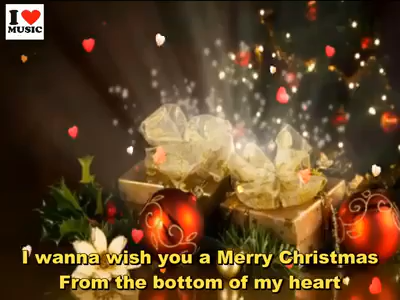 I ❤
MUSIC
I wanna wish you a Merry Christmas
From the bottom of my heart